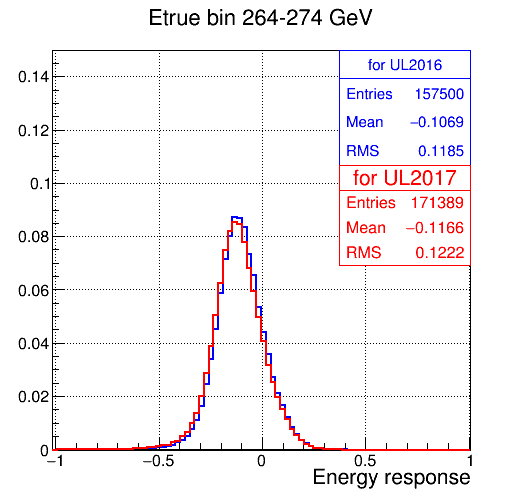 Etrue bin 264-274 GeV
for UL2016
Entries 157500
Mean −0.1069
RMS 0.1185
for UL2017
Entries 171389
Mean −0.1166
RMS 0.1222
0.14
0.12
0.1
0.08
0.06
0.04
0.02
0
−1 −0.5 0 0.5 1
Energy response